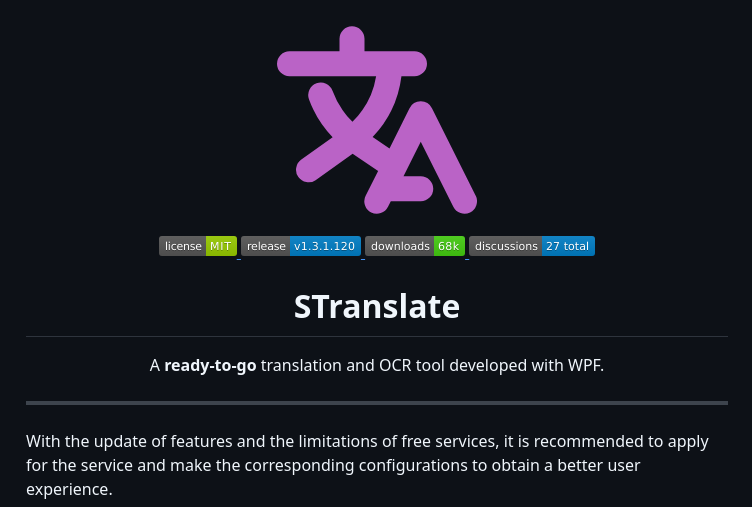 文A
license MIT release v1.3.1.120 downloads 68k discussions 27 total
STranslate
A ready-to-go translation and OCR tool developed with WPF.
With the update of features and the limitations of free services, it is recommended to apply
for the service and make the corresponding configurations to obtain a better user
experience.